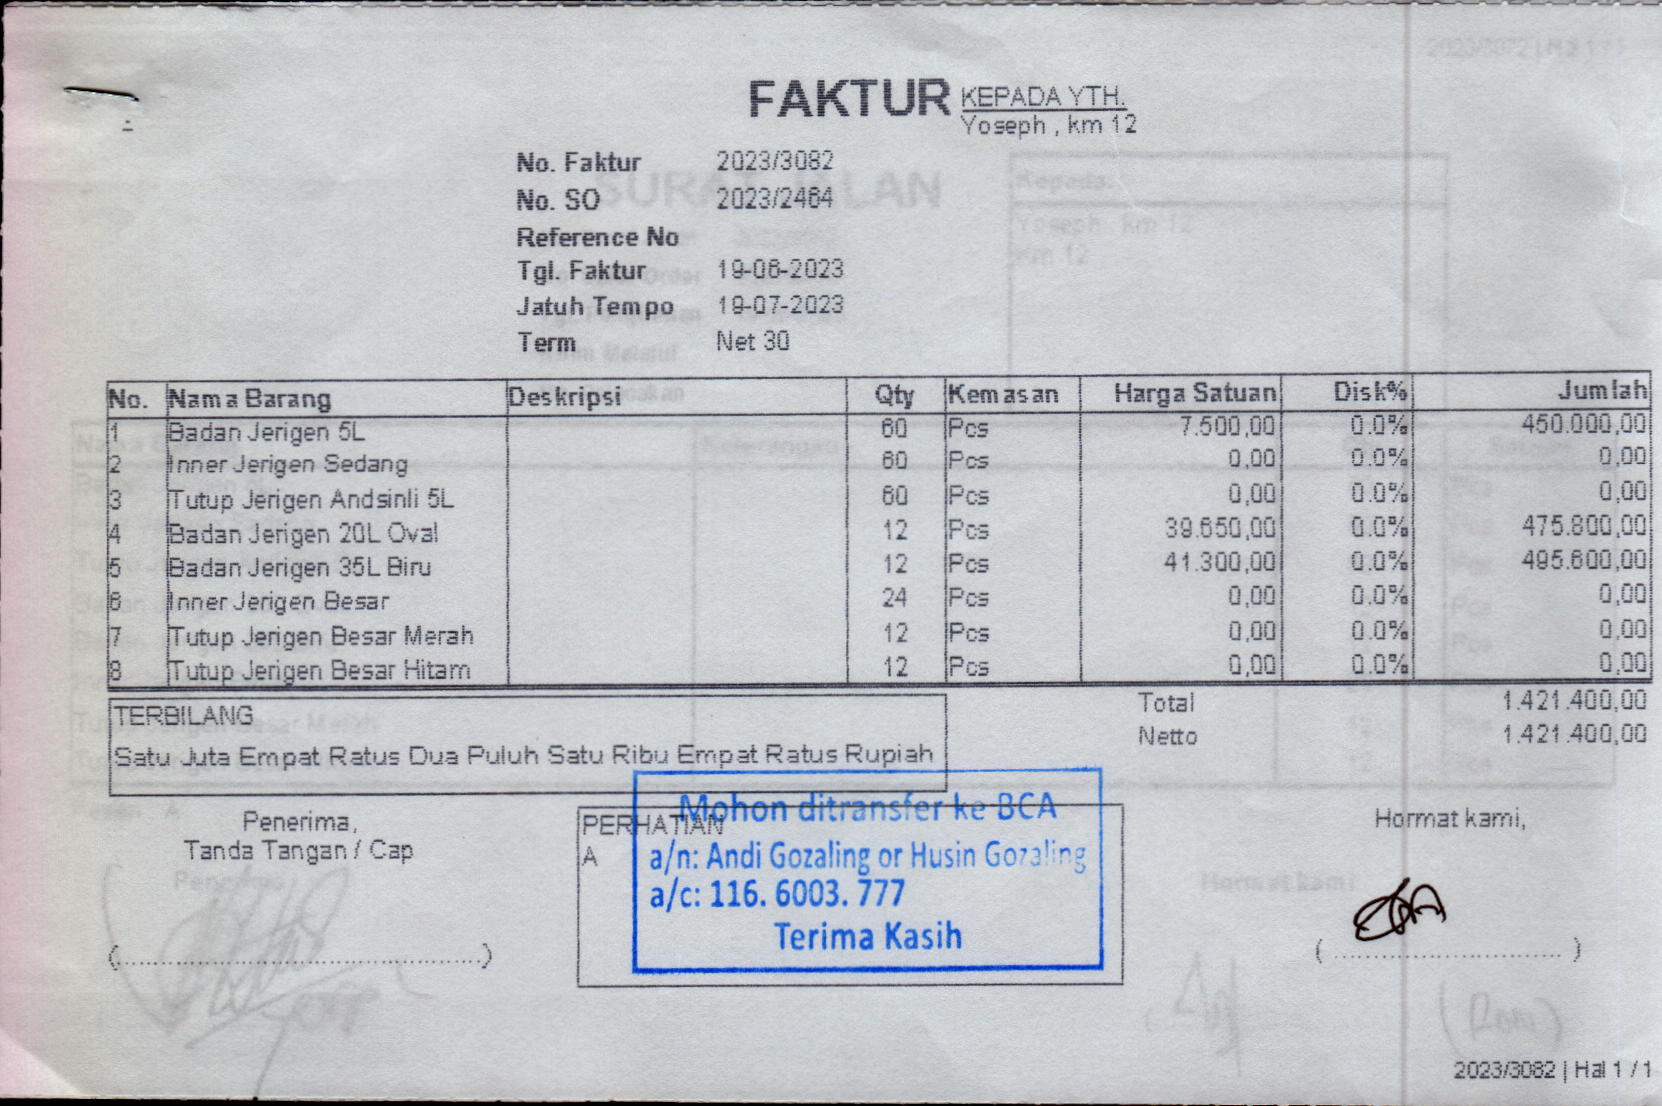 FAKTUR
KEPADA YTH.
Yoseph , km 12
No. Faktur 2023/3082
No. SO 2023/2464
Reference No
Tgl. Faktur 19-06-2023
Jatuh Tempo 19-07-2023
Term Net 30
No. Nama Barang Deskripsi Qty Kemasan Harga Satuan Disk% Jumlah
1 Badan Jerigen 5L 60 Pcs 7.500,00 0.0% 450.000,00
2 Inner Jerigen Sedang 60 Pcs 0,00 0.0% 0,00
3 Tutup Jerigen Andsinli 5L 60 Pcs 0,00 0.0% 0,00
4 Badan Jerigen 20L Oval 12 Pcs 39.650,00 0.0% 475.800,00
5 Badan Jerigen 35L Biru 12 Pcs 41.300,00 0.0% 495.600,00
6 Inner Jerigen Besar 24 Pcs 0,00 0.0% 0,00
7 Tutup Jerigen Besar Merah 12 Pcs 0,00 0.0% 0,00
8 Tutup Jerigen Besar Hitam 12 Pcs 0,00 0.0% 0,00
Total 1.421.400,00
Netto 1.421.400,00
TERBILANG
Satu Juta Empat Ratus Dua Puluh Satu Ribu Empat Ratus Rupiah
Penerima,
Tanda Tangan / Cap
PERHATIAN
A
Mohon ditransfer ke BCA
a/n: Andi Gozaling or Husin Gozaling
a/c: 116. 6003. 777
Terima Kasih
Hormat kami,
2023/3082 | Hal 1 / 1